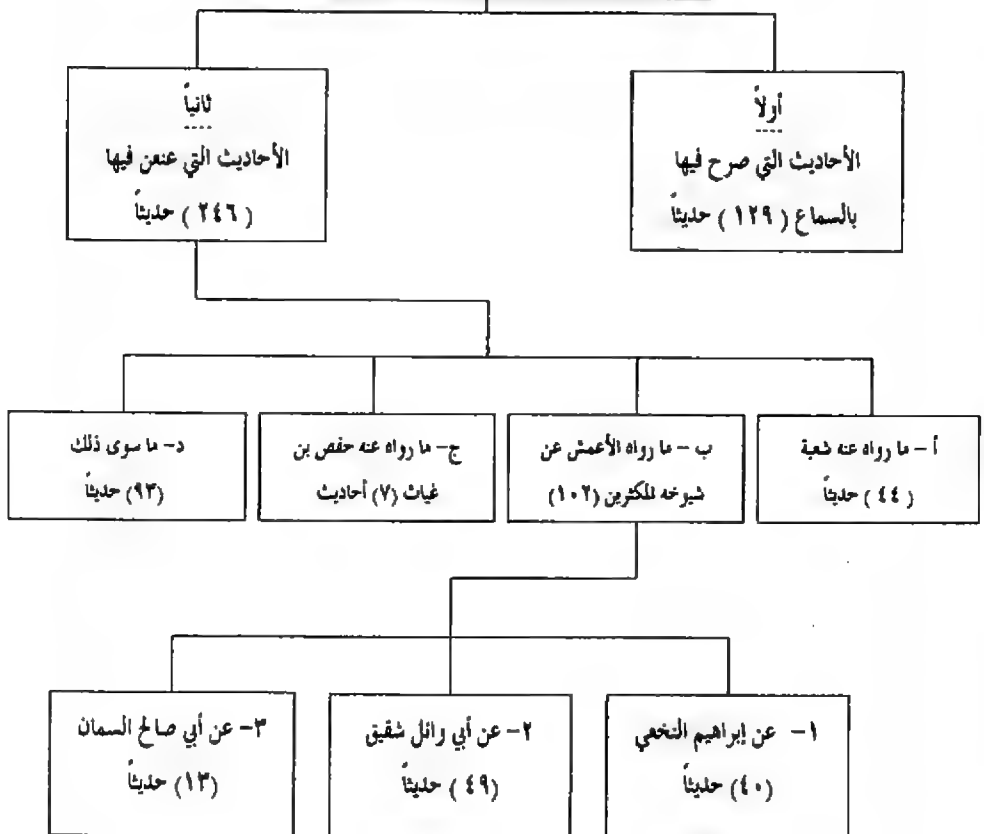 أولاً
الأحاديث التي صرح فيها
بالسماع ( ١٢٩ ) حديثاً
ثانياً
الأحاديث التي عنعن فيها
( ٢٤٦ ) حديثاً
أ – ما رواه عنه شعبة
( ٤٤ ) حديثاً
ب – ما رواه الأعمش عن
شيوخه المكثرين (١٠٢)
ج– ما رواه عنه حفص بن
غياث (٧) أحاديث
د– ما سوى ذلك
(٩٣) حديثاً
١– عن إبراهيم النخعي
(٤٠) حديثاً
٢– عن أبي وائل شقيق
(٤٩) حديثاً
٣– عن أبي صالح السمان
(١٣) حديثاً